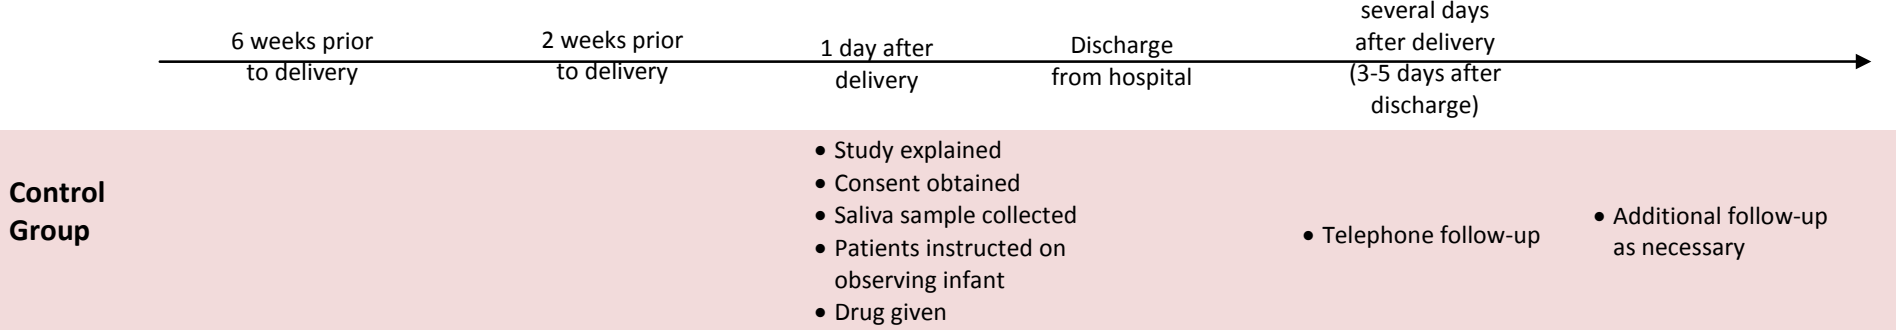 6 weeks prior
to delivery
2 weeks prior
to delivery
1 day after
delivery
Discharge
from hospital
several days
after delivery
(3-5 days after
discharge)
Control
Group
• Study explained
• Consent obtained
• Saliva sample collected
• Patients instructed on
observing infant
• Drug given
• Telephone follow-up
• Additional follow-up
as necessary